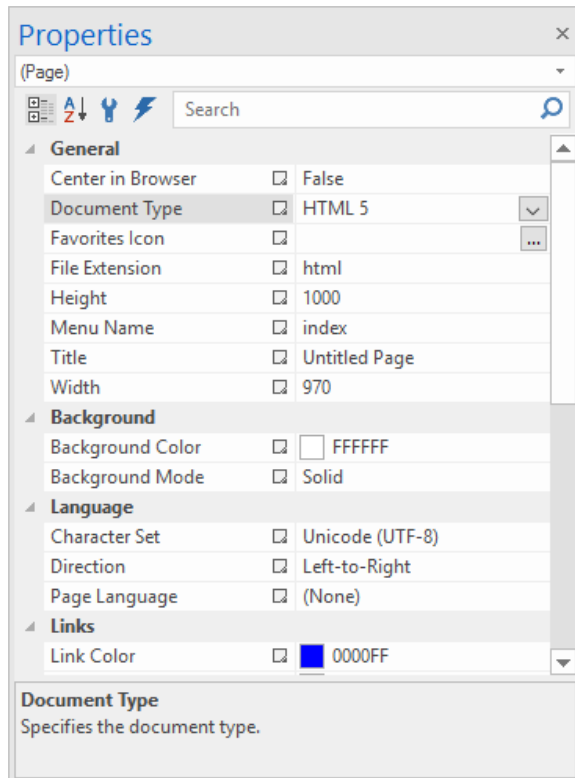 Properties
(Page)
Search
General
Center in Browser False
Document Type HTML 5
Favorites Icon ...
File Extension html
Height 1000
Menu Name index
Title Untitled Page
Width 970
Background
Background Color FFFFFF
Background Mode Solid
Language
Character Set Unicode (UTF-8)
Direction Left-to-Right
Page Language (None)
Links
Link Color 0000FF
Document Type
Specifies the document type.